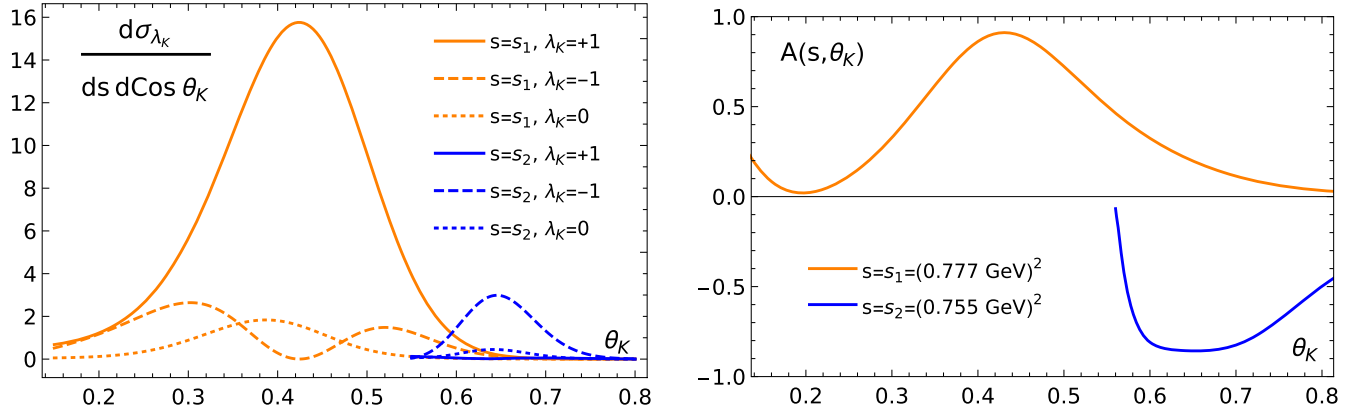 dσ_λ_K
ds dCos θ_K
s=s₁, λ_K=+1
s=s₁, λ_K=−1
s=s₁, λ_K=0
s=s₂, λ_K=+1
s=s₂, λ_K=−1
s=s₂, λ_K=0
θ_K
16
14
12
10
8
6
4
2
0
0.2 0.3 0.4 0.5 0.6 0.7 0.8
A(s,θ_K)
s=s₁=(0.777 GeV)²
s=s₂=(0.755 GeV)²
θ_K
1.0
0.5
0.0
−0.5
−1.0
0.2 0.3 0.4 0.5 0.6 0.7 0.8